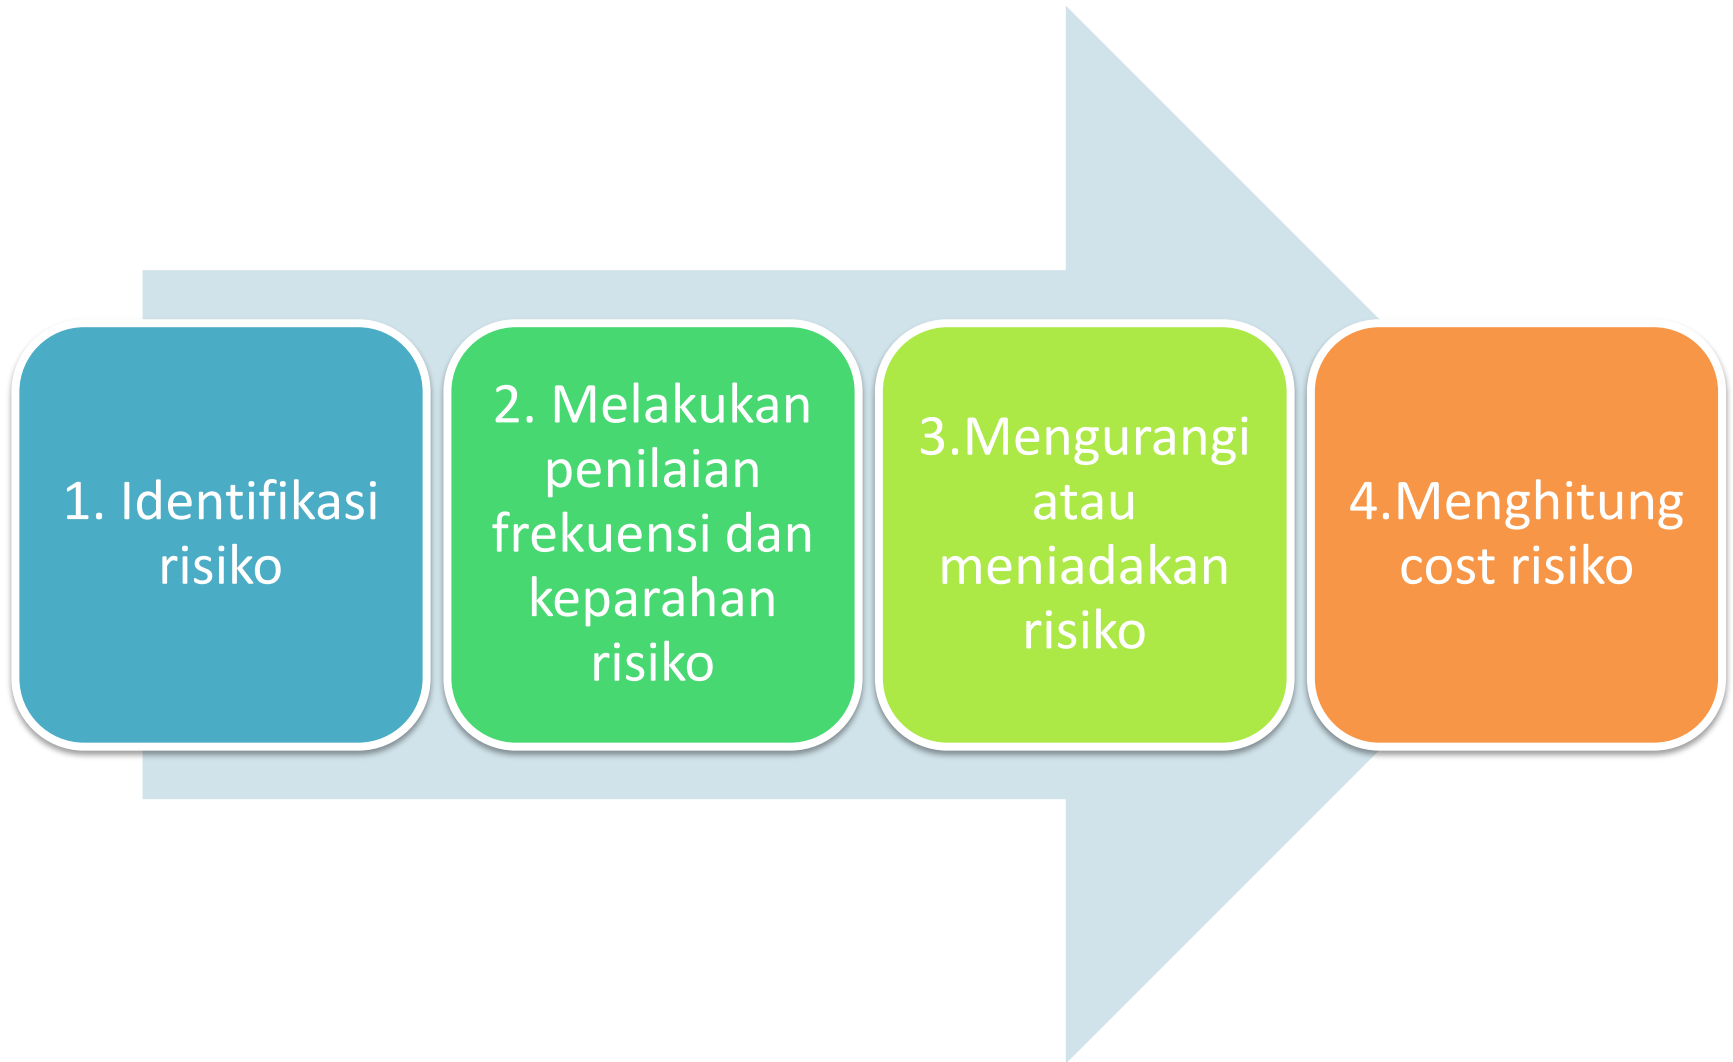 1. Identifikasi
risiko
2. Melakukan
penilaian
frekuensi dan
keparahan
risiko
3.Mengurangi
atau
meniadakan
risiko
4.Menghitung
cost risiko